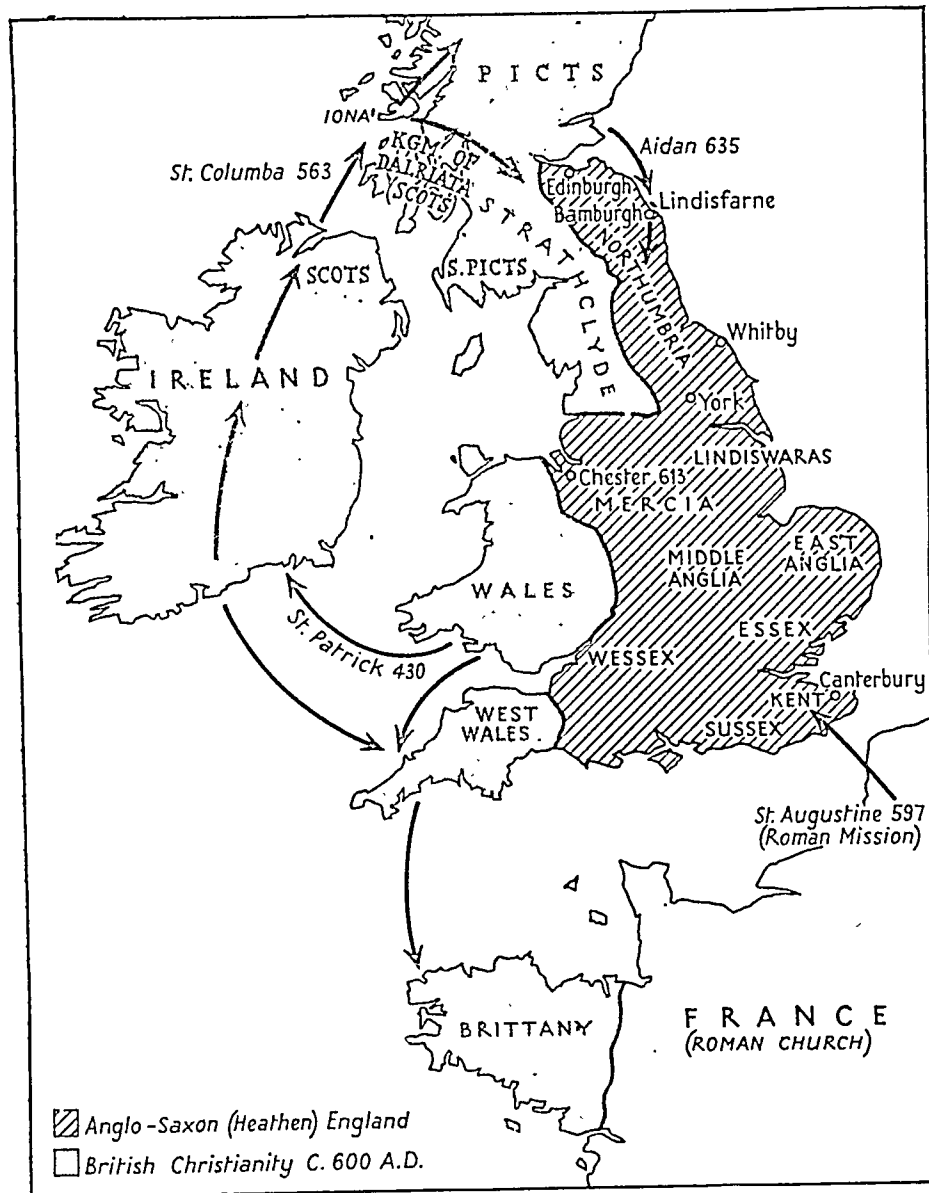 PICTS
IONA
Aidan 635
KGM. OF
DALRIATA
(SCOTS)
St. Columba 563
Edinburgh
Lindisfarne
Bamburgh
STRATHCLYDE
NORTHUMBRIA
SCOTS
S. PICTS
Whitby
IRELAND
York
LINDISWARAS
Chester 613
MERCIA
EAST
ANGLIA
MIDDLE
ANGLIA
WALES
St. Patrick 430
ESSEX
WESSEX
Canterbury
KENT
WEST
WALES
SUSSEX
St. Augustine 597
(Roman Mission)
BRITTANY
FRANCE
(ROMAN CHURCH)
Anglo-Saxon (Heathen) England
British Christianity C. 600 A.D.